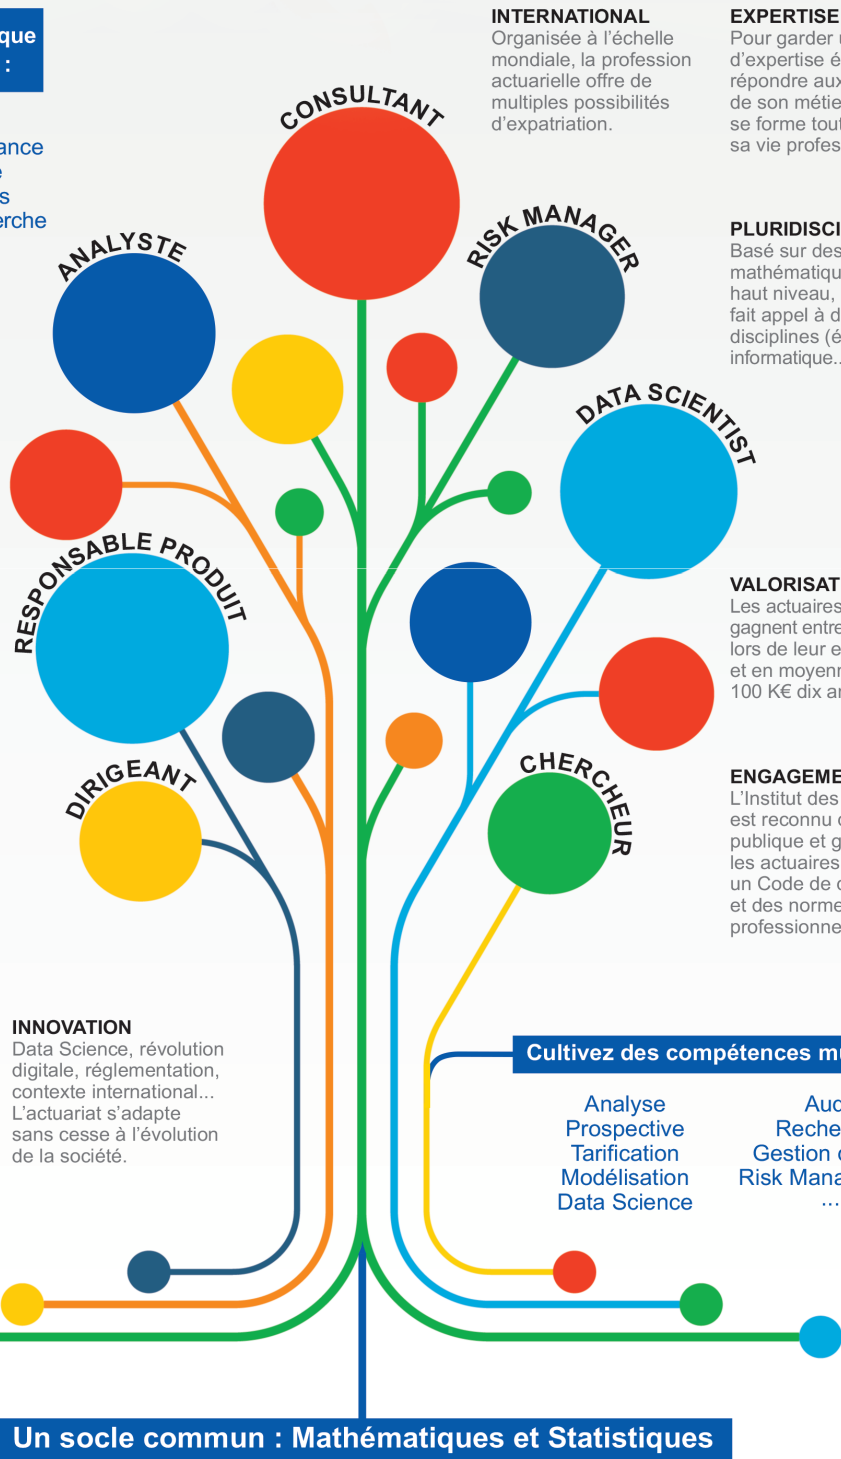 que
:
INTERNATIONAL
Organisée à l'échelle
mondiale, la profession
actuarielle offre de
multiples possibilités
d'expatriation.
EXPERTISE
Pour garder
d'expertise
répondre aux
de son métie
se forme tout
sa vie profes
ance
e
s
erche
CONSULTANT
ANALYSTE
RISK MANAGER
PLURIDISCI
Basé sur des
mathématiqu
haut niveau,
fait appel à d
disciplines (é
informatique..
DATA SCIENTIST
RESPONSABLE PRODUIT
VALORISAT
Les actuaires
gagnent entre
lors de leur e
et en moyenn
100 K€ dix an
DIRIGEANT
CHERCHEUR
ENGAGEME
L'Institut des
est reconnu
publique et g
les actuaires
un Code de
et des norme
professionne
INNOVATION
Data Science, révolution
digitale, réglementation,
contexte international...
L'actuariat s'adapte
sans cesse à l'évolution
de la société.
Cultivez des compétences mu
Analyse
Prospective
Tarification
Modélisation
Data Science
Aud
Reche
Gestion
Risk Mana
...
Un socle commun : Mathématiques et Statistiques